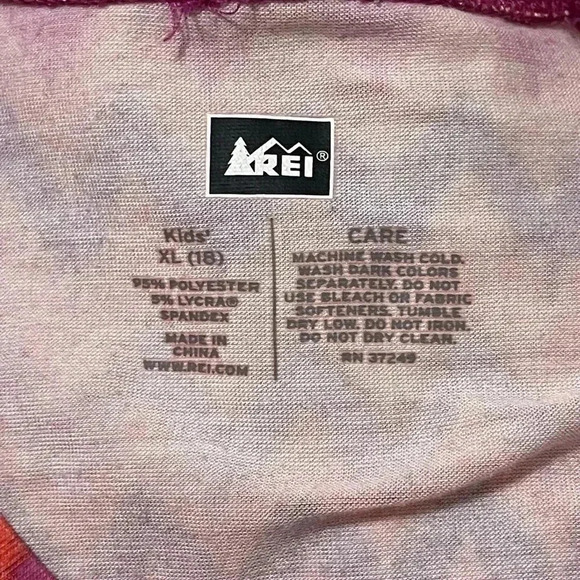 REI®
Kids'
XL (18)
95% POLYESTER
5% LYCRA®
SPANDEX
MADE IN
CHINA
WWW.REI.COM
CARE
MACHINE WASH COLD.
WASH DARK COLORS
SEPARATELY. DO NOT
USE BLEACH OR FABRIC
SOFTENERS. TUMBLE
DRY LOW. DO NOT IRON.
DO NOT DRY CLEAN.
RN 37249